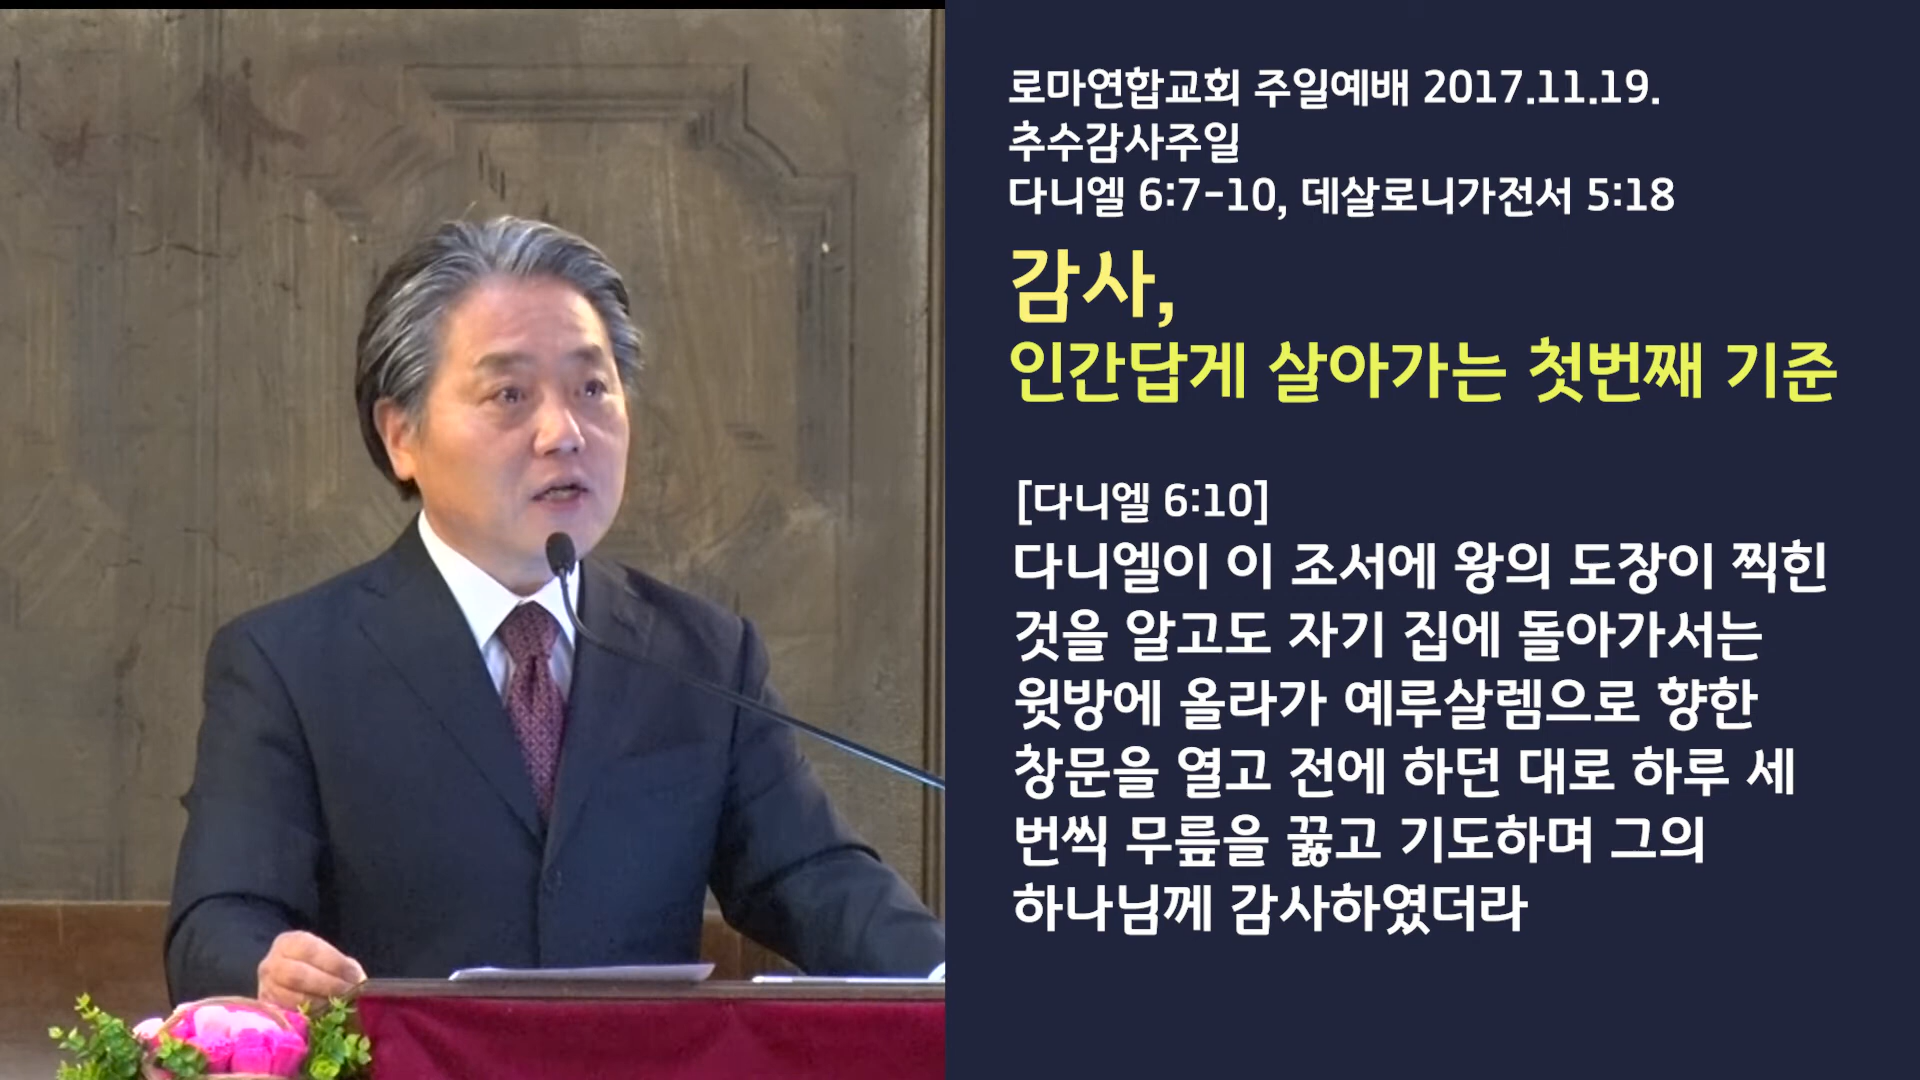 로마연합교회 주일예배 2017.11.19.
추수감사주일
다니엘 6:7-10, 데살로니가전서 5:18
감사,
인간답게 살아가는 첫번째 기준
[다니엘 6:10]
다니엘이 이 조서에 왕의 도장이 찍힌
것을 알고도 자기 집에 돌아가서는
윗방에 올라가 예루살렘으로 향한
창문을 열고 전에 하던 대로 하루 세
번씩 무릎을 꿇고 기도하며 그의
하나님께 감사하였더라